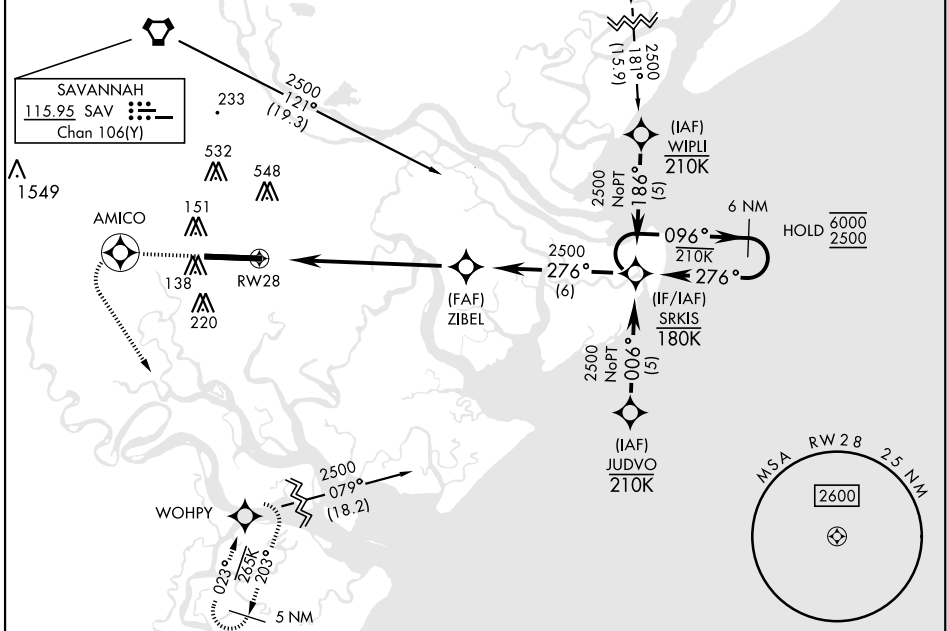 SAVANNAH
115.95 SAV
Chan 106(Y)
1549
233
532
548
151
138
220
AMICO
RW28
2500
121°
(19.3)
2500
181°
(15.9)
(IAF)
WIPLI
210K
2500
NoPT
186°
(5)
6 NM
HOLD 6000
2500
096°
210K
276°
2500
276°
(6)
(FAF)
ZIBEL
(IF/IAF)
SRKIS
180K
2500
NoPT
006°
(5)
(IAF)
JUDVO
210K
WOHPY
2500
079°
(18.2)
023°
265K
203°
5 NM
MSA RW28 25 NM
2600